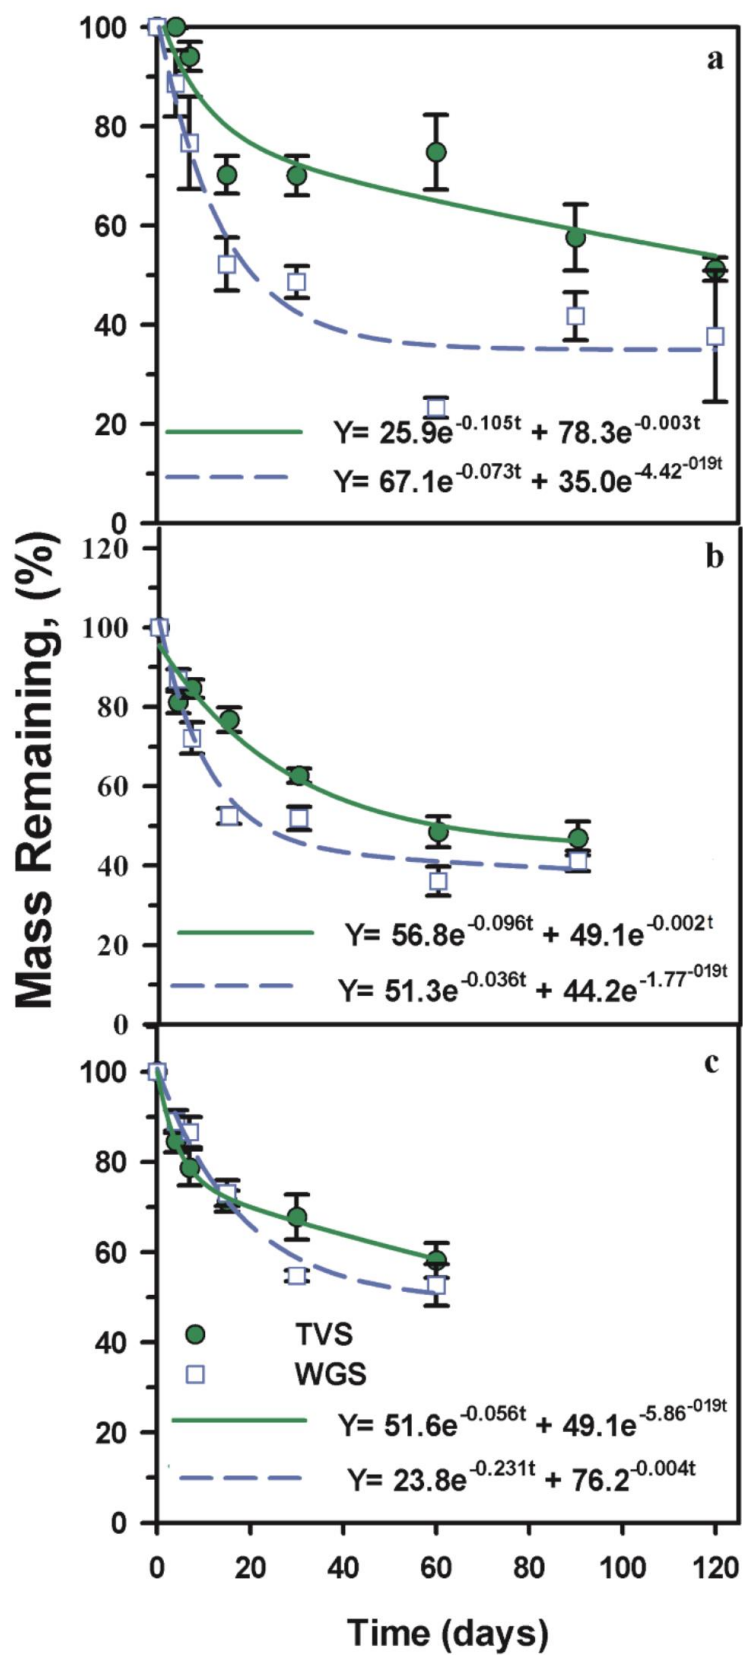 Mass Remaining, (%)
100
80
60
40
20
0
a
Y= 25.9e^-0.105t + 78.3e^-0.003t
Y= 67.1e^-0.073t + 35.0e^-4.42^-019t
120
100
80
60
40
20
0
b
Y= 56.8e^-0.096t + 49.1e^-0.002t
Y= 51.3e^-0.036t + 44.2e^-1.77^-019t
100
80
60
40
20
0
c
TVS
WGS
Y= 51.6e^-0.056t + 49.1e^-5.86^-019t
Y= 23.8e^-0.231t + 76.2^-0.004t
0 20 40 60 80 100 120
Time (days)